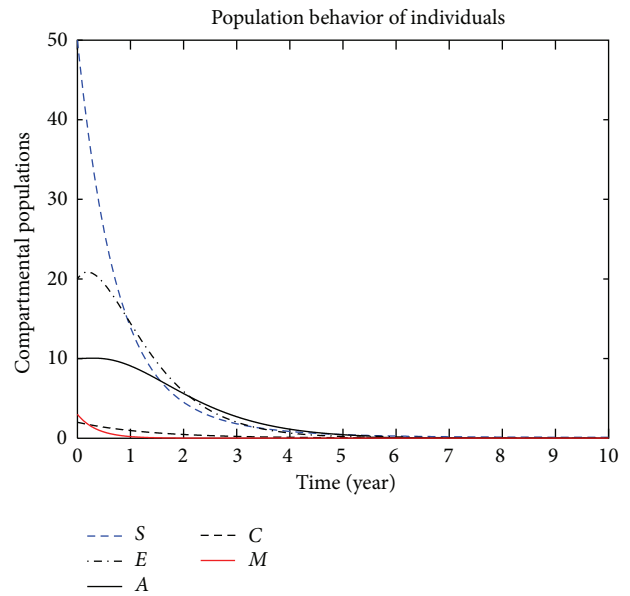 Population behavior of individuals
50
40
30
20
10
0
Compartmental populations
0 1 2 3 4 5 6 7 8 9 10
Time (year)
S C
E M
A